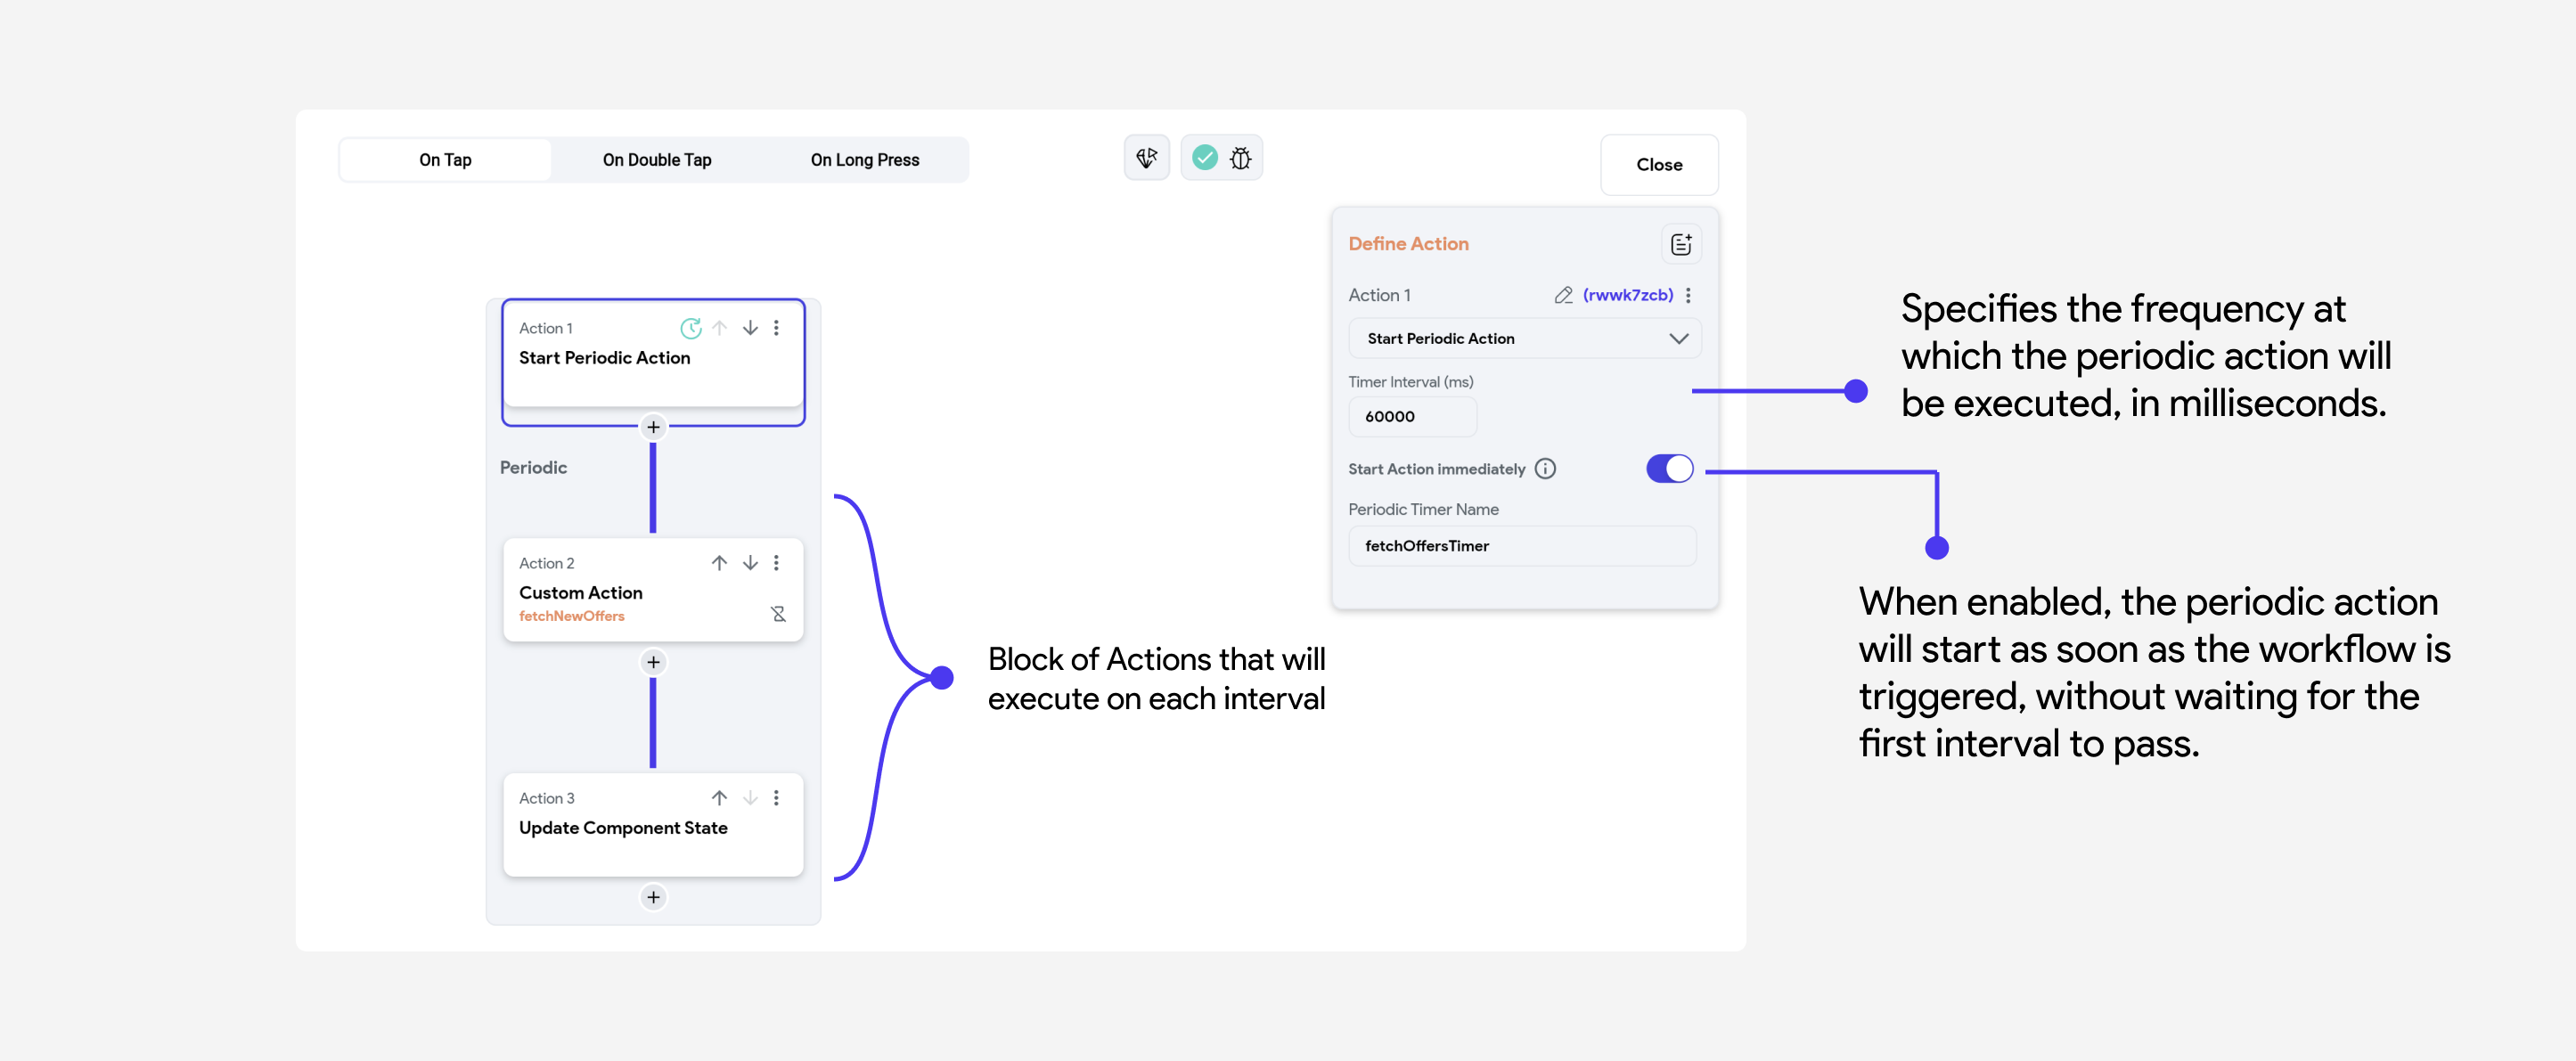 On Tap
On Double Tap
On Long Press
Close
Define Action
Action 1
(rwwk7zcb)
Start Periodic Action
Timer Interval (ms)
60000
Start Action immediately
Periodic Timer Name
fetchOffersTimer
Action 1
Start Periodic Action
Periodic
Action 2
Custom Action
fetchNewOffers
Action 3
Update Component State
Block of Actions that will
execute on each interval
Specifies the frequency at
which the periodic action will
be executed, in milliseconds.
When enabled, the periodic action
will start as soon as the workflow is
triggered, without waiting for the
first interval to pass.